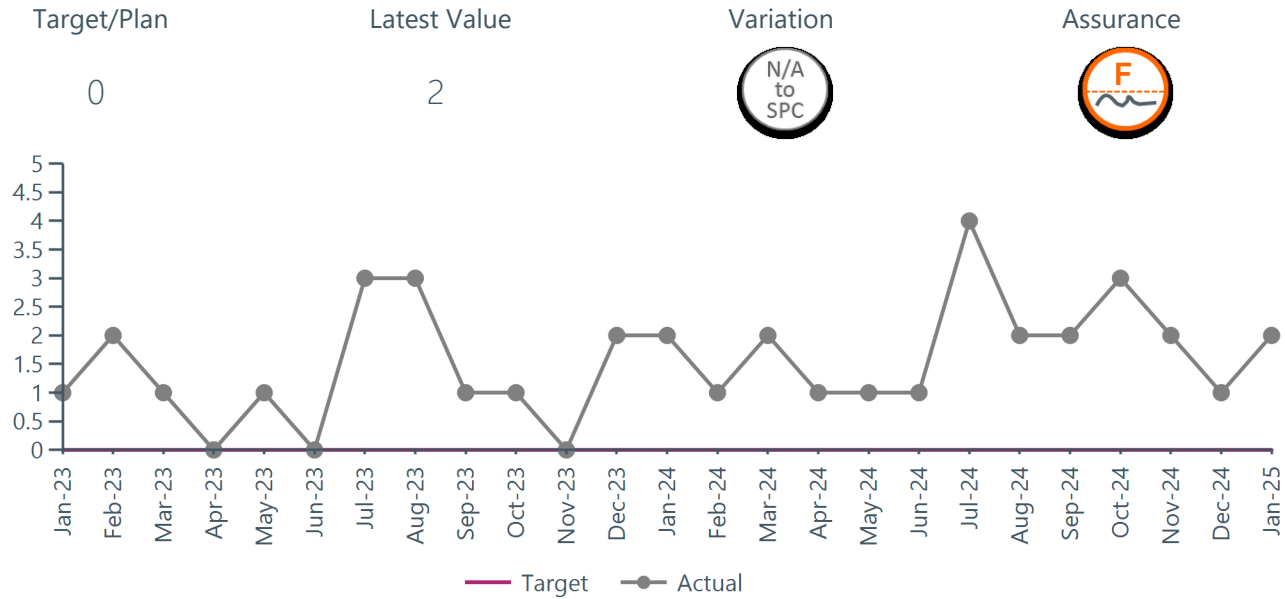 Target/Plan
Latest Value
Variation
Assurance
0
2
N/A
to
SPC
F
5
4.5
4
3.5
3
2.5
2
1.5
1
0.5
0
Jan-23
Feb-23
Mar-23
Apr-23
May-23
Jun-23
Jul-23
Aug-23
Sep-23
Oct-23
Nov-23
Dec-23
Jan-24
Feb-24
Mar-24
Apr-24
May-24
Jun-24
Jul-24
Aug-24
Sep-24
Oct-24
Nov-24
Dec-24
Jan-25
Target
Actual